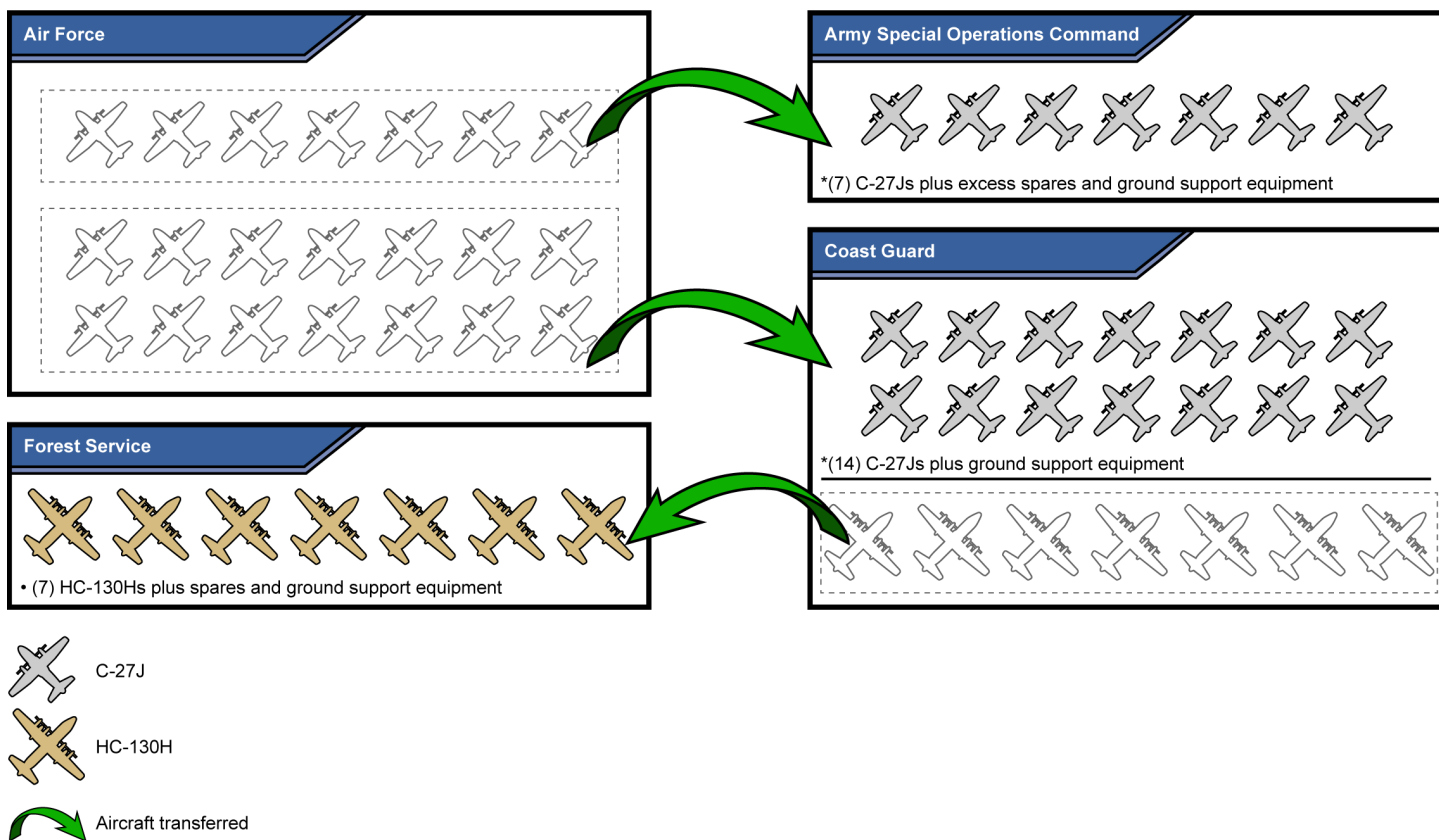 Air Force
Army Special Operations Command
*(7) C-27Js plus excess spares and ground support equipment
Coast Guard
*(14) C-27Js plus ground support equipment
Forest Service
• (7) HC-130Hs plus spares and ground support equipment
C-27J
HC-130H
Aircraft transferred